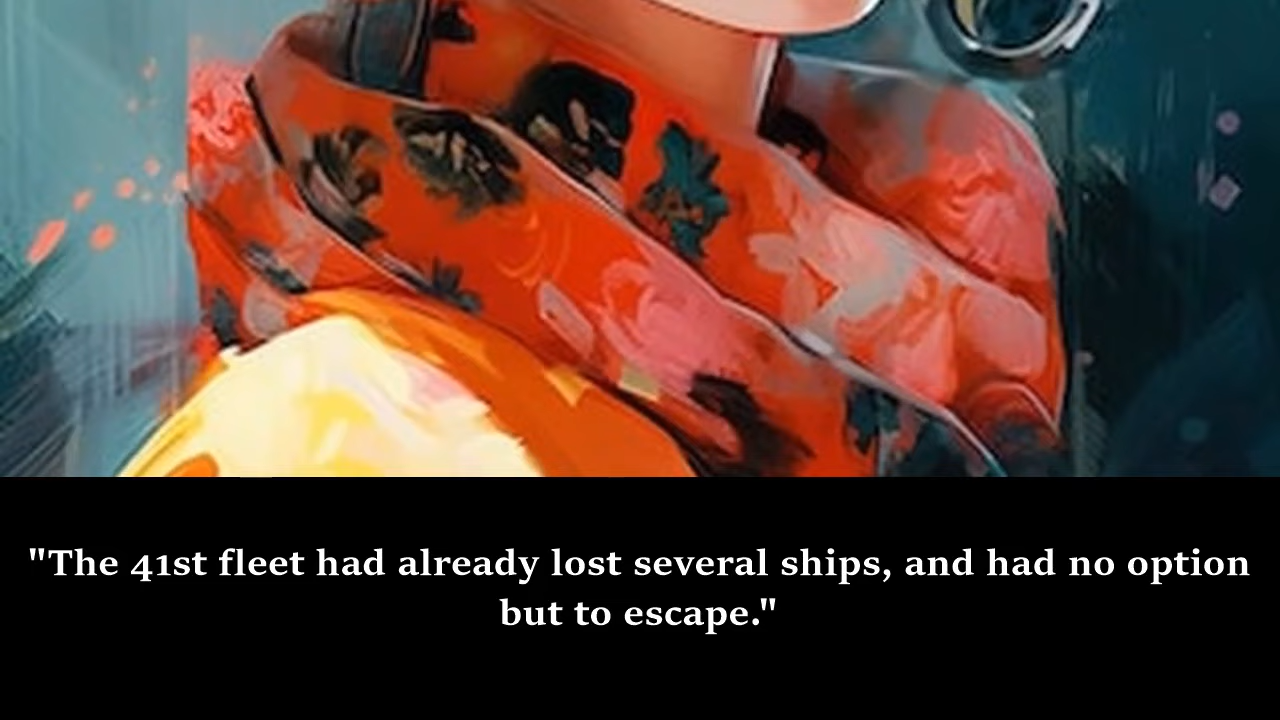 "The 41st fleet had already lost several ships, and had no option
but to escape."